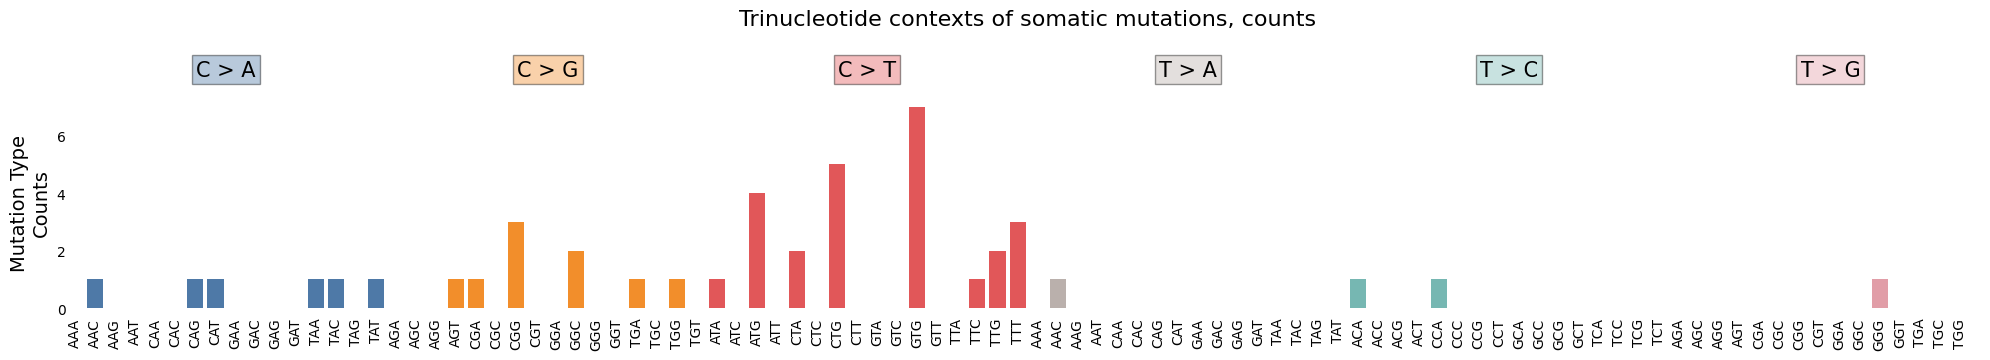 Trinucleotide contexts of somatic mutations, counts
C > A
C > G
C > T
T > A
T > C
T > G
Mutation Type
Counts
6
4
2
0
AAA
AAC
AAG
AAT
CAA
CAC
CAG
CAT
GAA
GAC
GAG
GAT
TAA
TAC
TAG
TAT
AGA
AGC
AGG
AGT
CGA
CGC
CGG
CGT
GGA
GGC
GGG
GGT
TGA
TGC
TGG
TGT
ATA
ATC
ATG
ATT
CTA
CTC
CTG
CTT
GTA
GTC
GTG
GTT
TTA
TTC
TTG
TTT
AAA
AAC
AAG
AAT
CAA
CAC
CAG
CAT
GAA
GAC
GAG
GAT
TAA
TAC
TAG
TAT
ACA
ACC
ACG
ACT
CCA
CCC
CCG
CCT
GCA
GCC
GCG
GCT
TCA
TCC
TCG
TCT
AGA
AGC
AGG
AGT
CGA
CGC
CGG
CGT
GGA
GGC
GGG
GGT
TGA
TGC
TGG